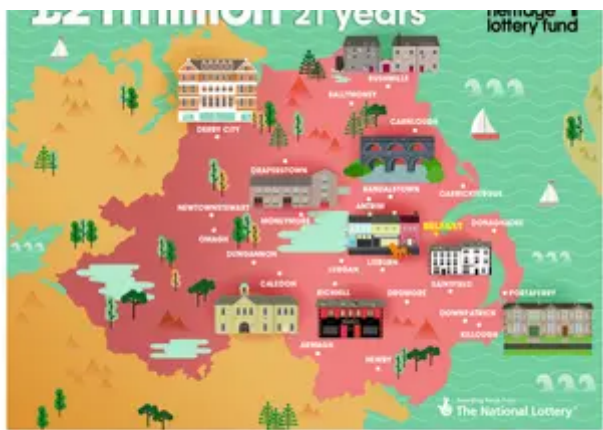 21 years
heritage
lottery fund
BUSHMILLS
BALLYMONEY
CARNLOUGH
DERRY CITY
DRAPERSTOWN
RANDALSTOWN
CARRICKFERGUS
NEWTOWNSTEWART
ANTRIM
MONEYMORE
BELFAST
DONAGHADEE
OMAGH
DUNGANNON
LISBURN
LURGAN
SAINTFIELD
CALEDON
RICHHILL
DROMORE
PORTAFERRY
DOWNPATRICK
KILLOUGH
ARMAGH
NEWRY
The National Lottery